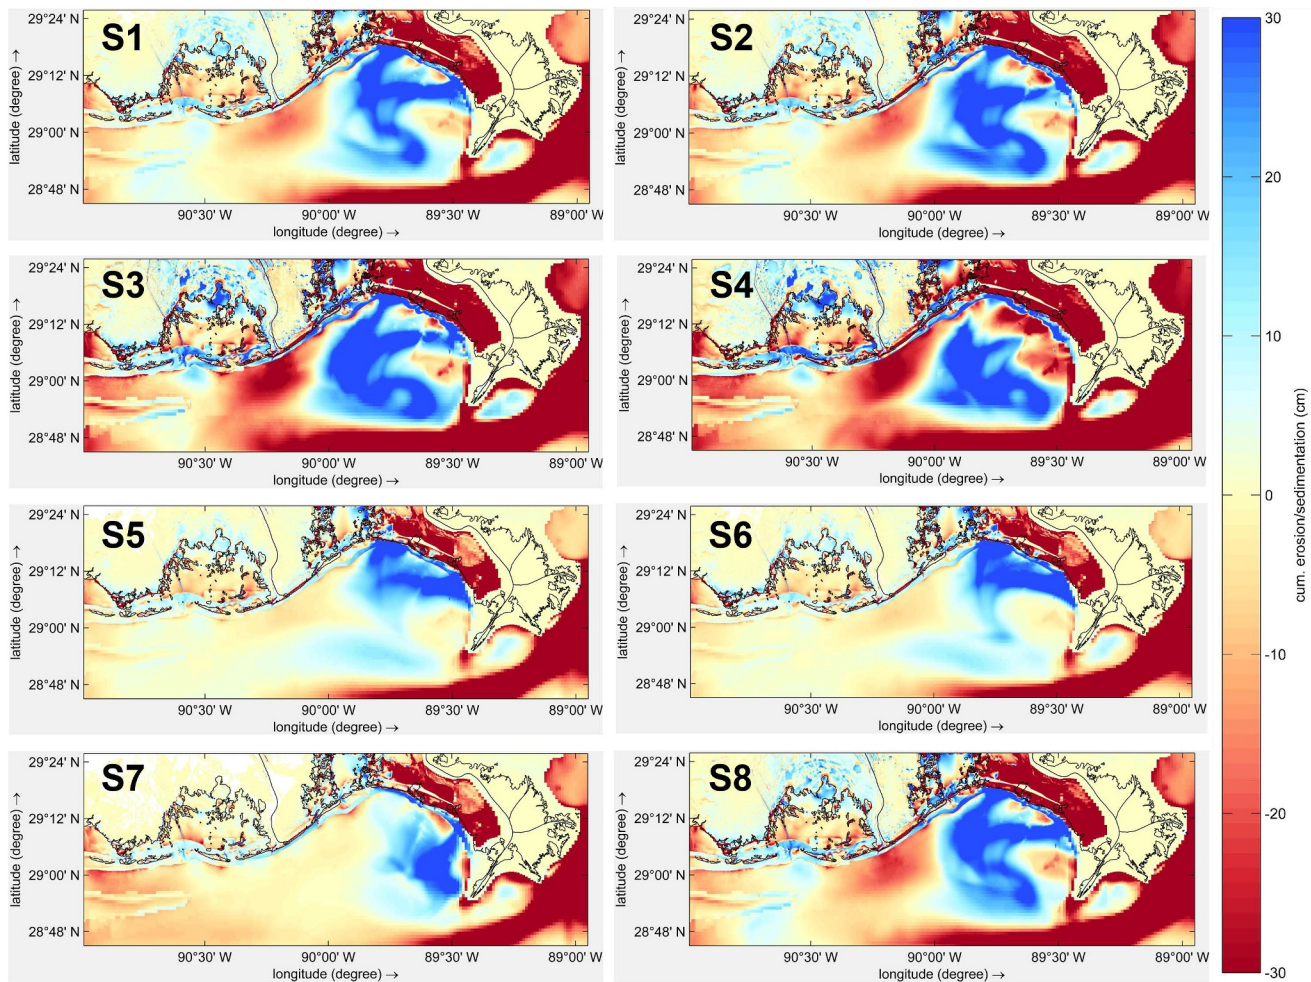 S1
29°24' N
29°12' N
29°00' N
28°48' N
latitude (degree) →
90°30' W
90°00' W
89°30' W
89°00' W
longitude (degree) →
S2
29°24' N
29°12' N
29°00' N
28°48' N
latitude (degree) →
90°30' W
90°00' W
89°30' W
89°00' W
longitude (degree) →
S3
29°24' N
29°12' N
29°00' N
28°48' N
latitude (degree) →
90°30' W
90°00' W
89°30' W
89°00' W
longitude (degree) →
S4
29°24' N
29°12' N
29°00' N
28°48' N
latitude (degree) →
90°30' W
90°00' W
89°30' W
89°00' W
longitude (degree) →
S5
29°24' N
29°12' N
29°00' N
28°48' N
latitude (degree) →
90°30' W
90°00' W
89°30' W
89°00' W
longitude (degree) →
S6
29°24' N
29°12' N
29°00' N
28°48' N
latitude (degree) →
90°30' W
90°00' W
89°30' W
89°00' W
longitude (degree) →
S7
29°24' N
29°12' N
29°00' N
28°48' N
latitude (degree) →
90°30' W
90°00' W
89°30' W
89°00' W
longitude (degree) →
S8
29°24' N
29°12' N
29°00' N
28°48' N
latitude (degree) →
90°30' W
90°00' W
89°30' W
89°00' W
longitude (degree) →
30
20
10
0
-10
-20
-30
cum. erosion/sedimentation (cm)